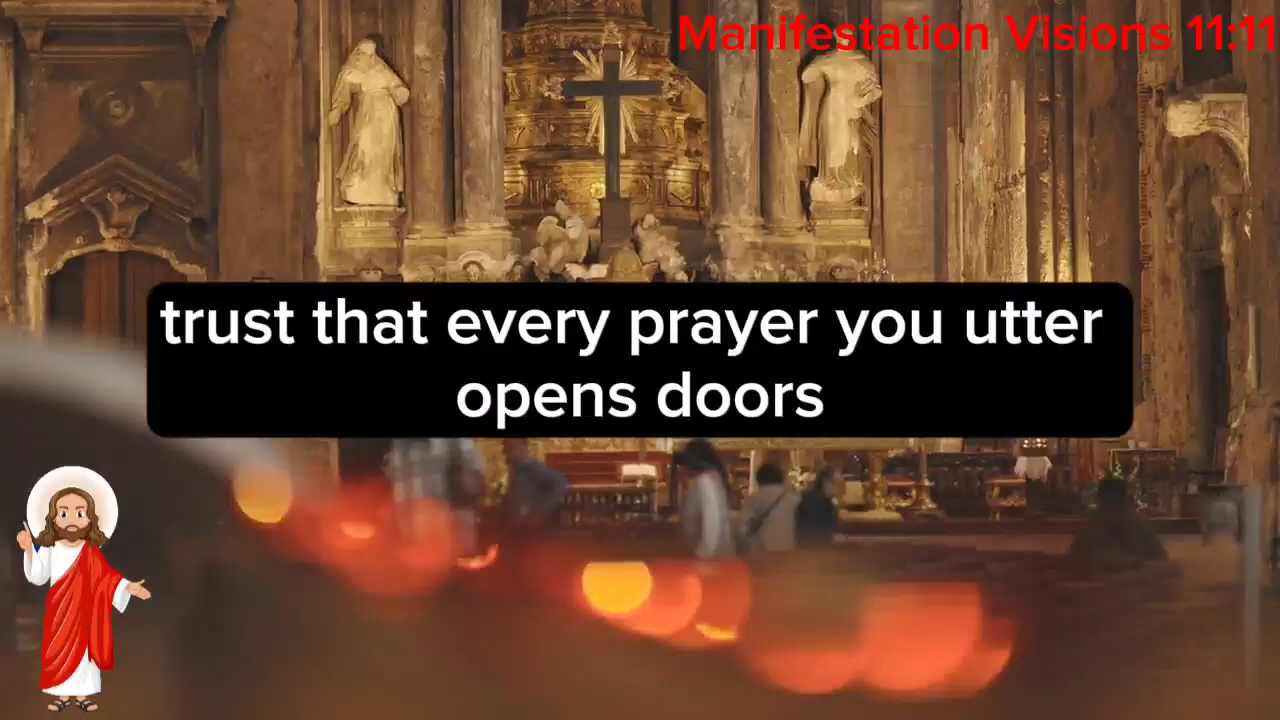 Manifestation Visions 11:11
trust that every prayer you utter
opens doors